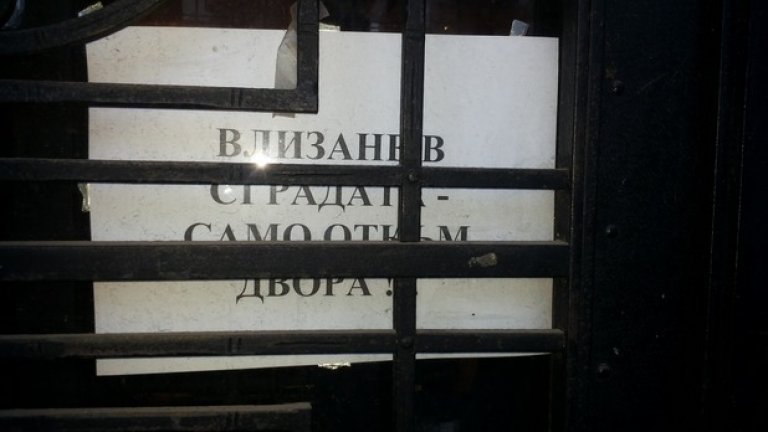 ВЛИЗАНЕ В
СГРАДАТА -
САМО ОТКЪМ
ДВОРА !